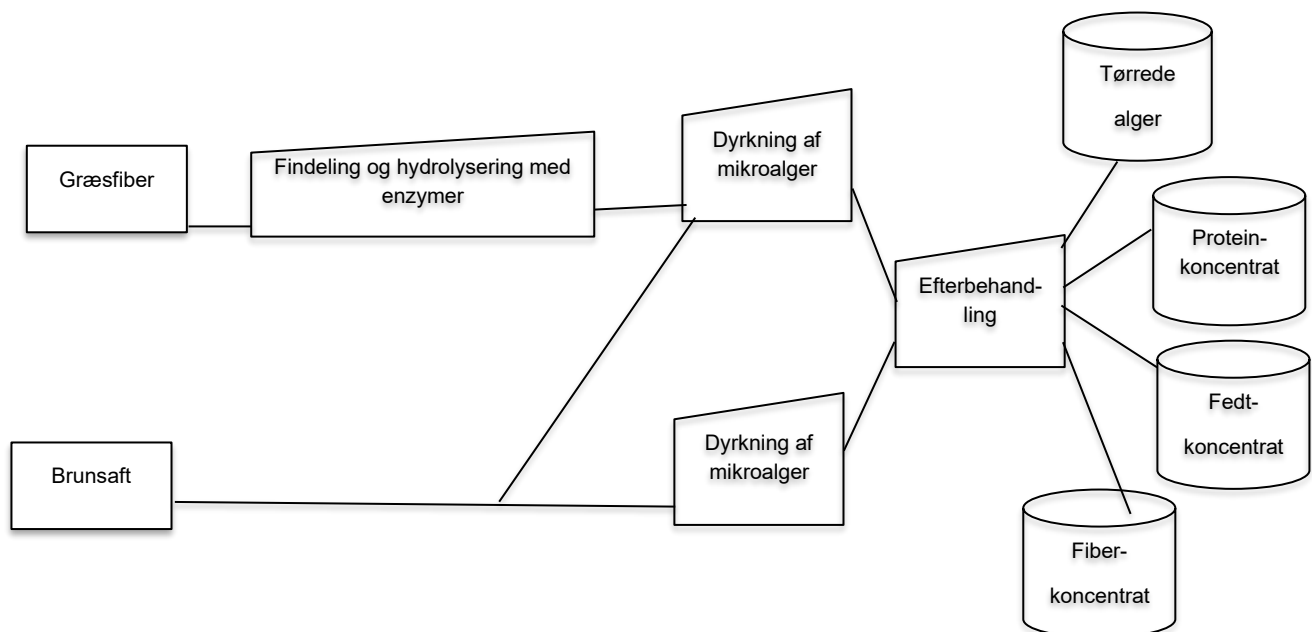 Græsfiber
Findeling og hydrolysering med
enzymer
Dyrkning af
mikroalger
Brunsaft
Dyrkning af
mikroalger
Efterbehand-
ling
Tørrede
alger
Protein-
koncentrat
Fedt-
koncentrat
Fiber-
koncentrat